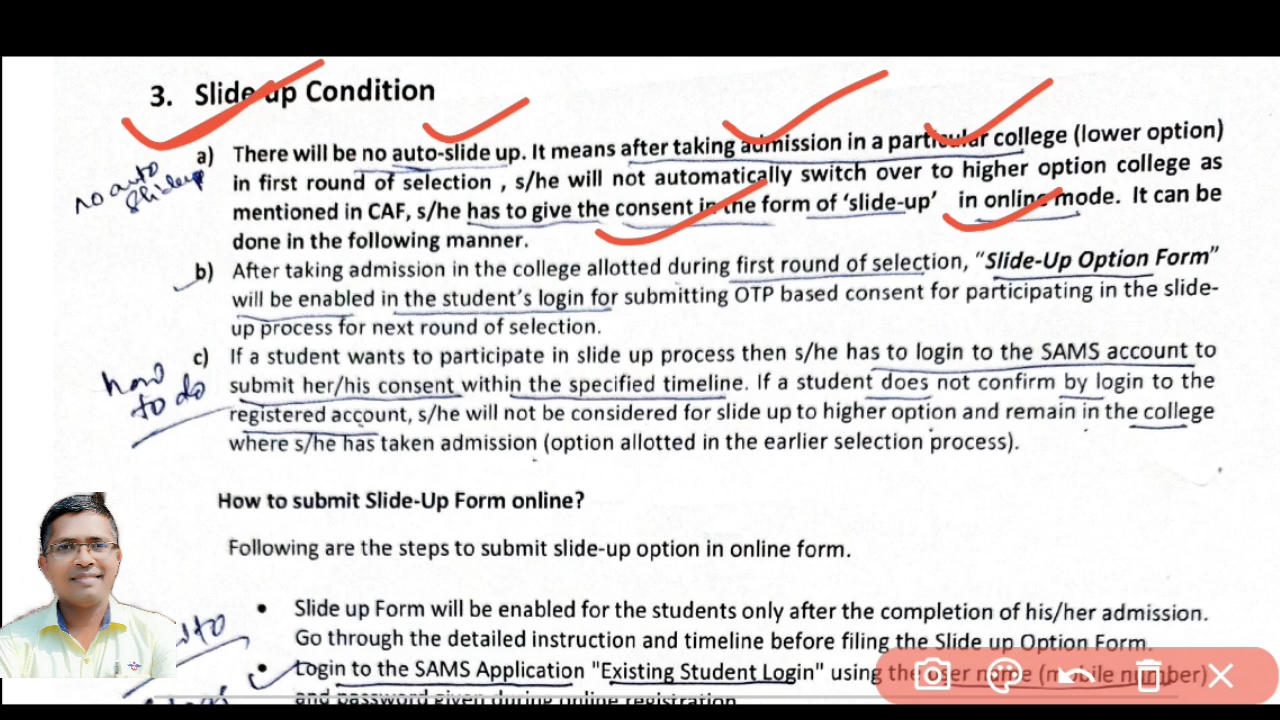 3. Slide up Condition
a) There will be no auto-slide up. It means after taking admission in a particular college (lower option)
no auto
slideup
in first round of selection , s/he will not automatically switch over to higher option college as
mentioned in CAF, s/he has to give the consent in the form of 'slide-up' in online mode. It can be
done in the following manner.
b) After taking admission in the college allotted during first round of selection, "Slide-Up Option Form"
will be enabled in the student's login for submitting OTP based consent for participating in the slide-
up process for next round of selection.
c) If a student wants to participate in slide up process then s/he has to login to the SAMS account to
how
to do
submit her/his consent within the specified timeline. If a student does not confirm by login to the
registered account, s/he will not be considered for slide up to higher option and remain in the college
where s/he has taken admission (option allotted in the earlier selection process).
How to submit Slide-Up Form online?
Following are the steps to submit slide-up option in online form.
• Slide up Form will be enabled for the students only after the completion of his/her admission.
Go through the detailed instruction and timeline before filing the Slide up Option Form.
• Login to the SAMS Application "Existing Student Login" using the user name (mobile number)
and password given during online registration